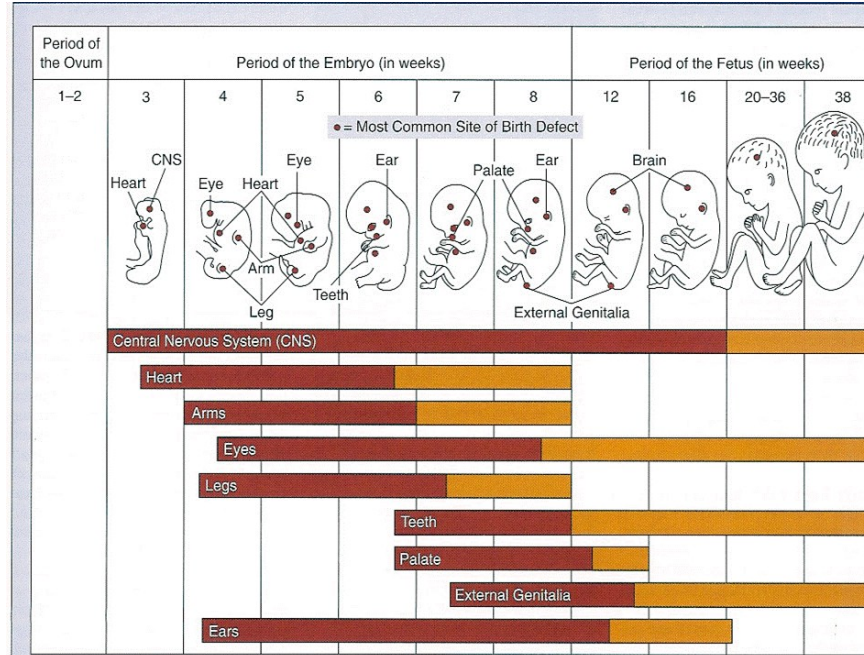 Period of
the Ovum
Period of the Embryo (in weeks)
Period of the Fetus (in weeks)
1–2
3
4
5
6
7
8
12
16
20–36
38
= Most Common Site of Birth Defect
CNS
Heart
Eye
Heart
Eye
Ear
Palate
Ear
Brain
Arm
Leg
Teeth
External Genitalia
Central Nervous System (CNS)
Heart
Arms
Eyes
Legs
Teeth
Palate
External Genitalia
Ears